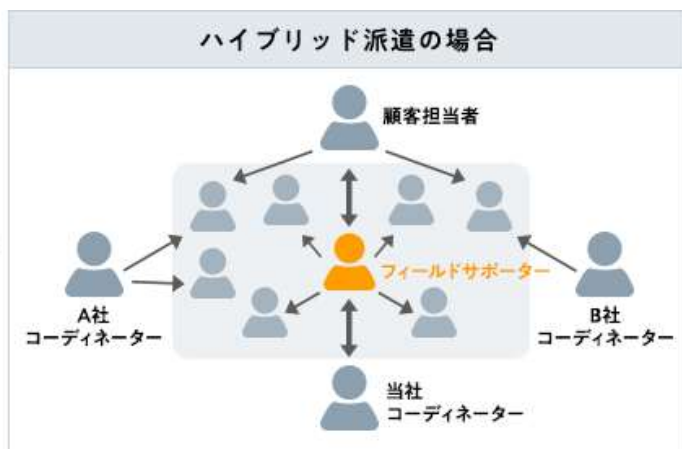 ハイブリッド派遣の場合
顧客担当者
フィールドサポーター
A社
コーディネーター
B社
コーディネーター
当社
コーディネーター